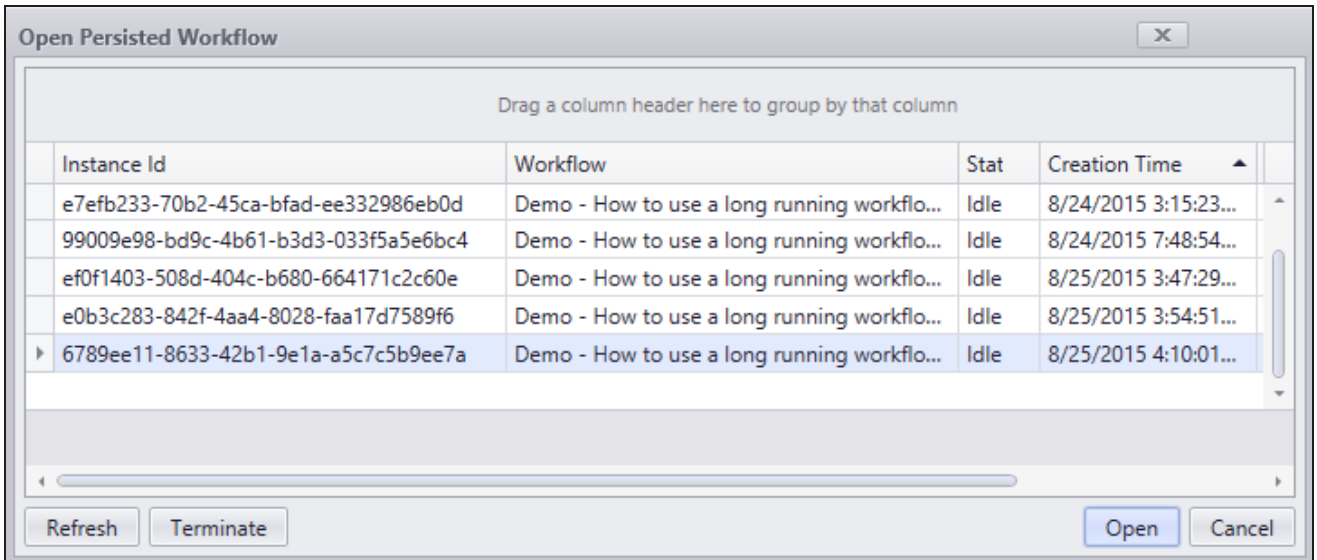 Open Persisted Workflow
Drag a column header here to group by that column
Instance Id Workflow Stat Creation Time
e7efb233-70b2-45ca-bfad-ee332986eb0d Demo - How to use a long running workflo... Idle 8/24/2015 3:15:23...
99009e98-bd9c-4b61-b3d3-033f5a5e6bc4 Demo - How to use a long running workflo... Idle 8/24/2015 7:48:54...
ef0f1403-508d-404c-b680-664171c2c60e Demo - How to use a long running workflo... Idle 8/25/2015 3:47:29...
e0b3c283-842f-4aa4-8028-faa17d7589f6 Demo - How to use a long running workflo... Idle 8/25/2015 3:54:51...
6789ee11-8633-42b1-9e1a-a5c7c5b9ee7a Demo - How to use a long running workflo... Idle 8/25/2015 4:10:01...
Refresh Terminate Open Cancel